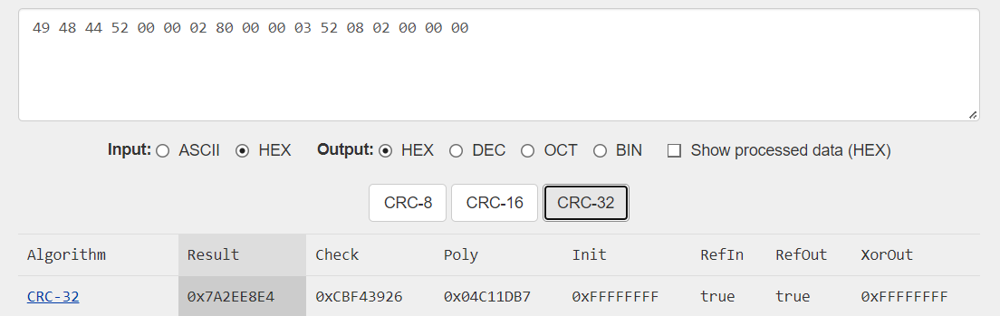 49 48 44 52 00 00 02 80 00 00 03 52 08 02 00 00 00
Input: ASCII HEX Output: HEX DEC OCT BIN Show processed data (HEX)
CRC-8 CRC-16 CRC-32
Algorithm Result Check Poly Init RefIn RefOut XorOut
CRC-32 0x7A2EE8E4 0xCBF43926 0x04C11DB7 0xFFFFFFFF true true 0xFFFFFFFF